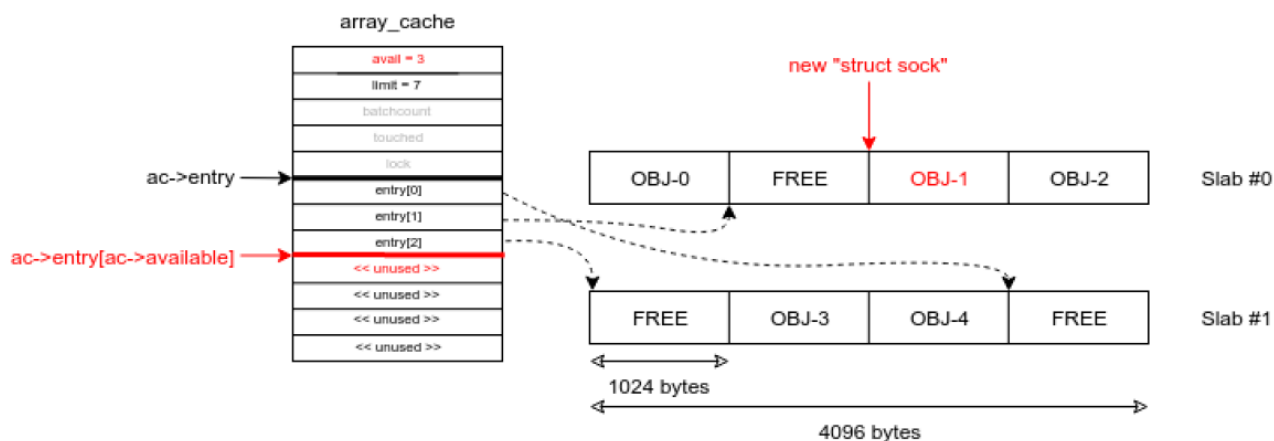 array_cache
avail = 3
limit = 7
batchcount
touched
lock
ac->entry
entry[0]
entry[1]
entry[2]
ac->entry[ac->available]
<< unused >>
<< unused >>
<< unused >>
<< unused >>
new "struct sock"
OBJ-0 FREE OBJ-1 OBJ-2 Slab #0
FREE OBJ-3 OBJ-4 FREE Slab #1
1024 bytes
4096 bytes